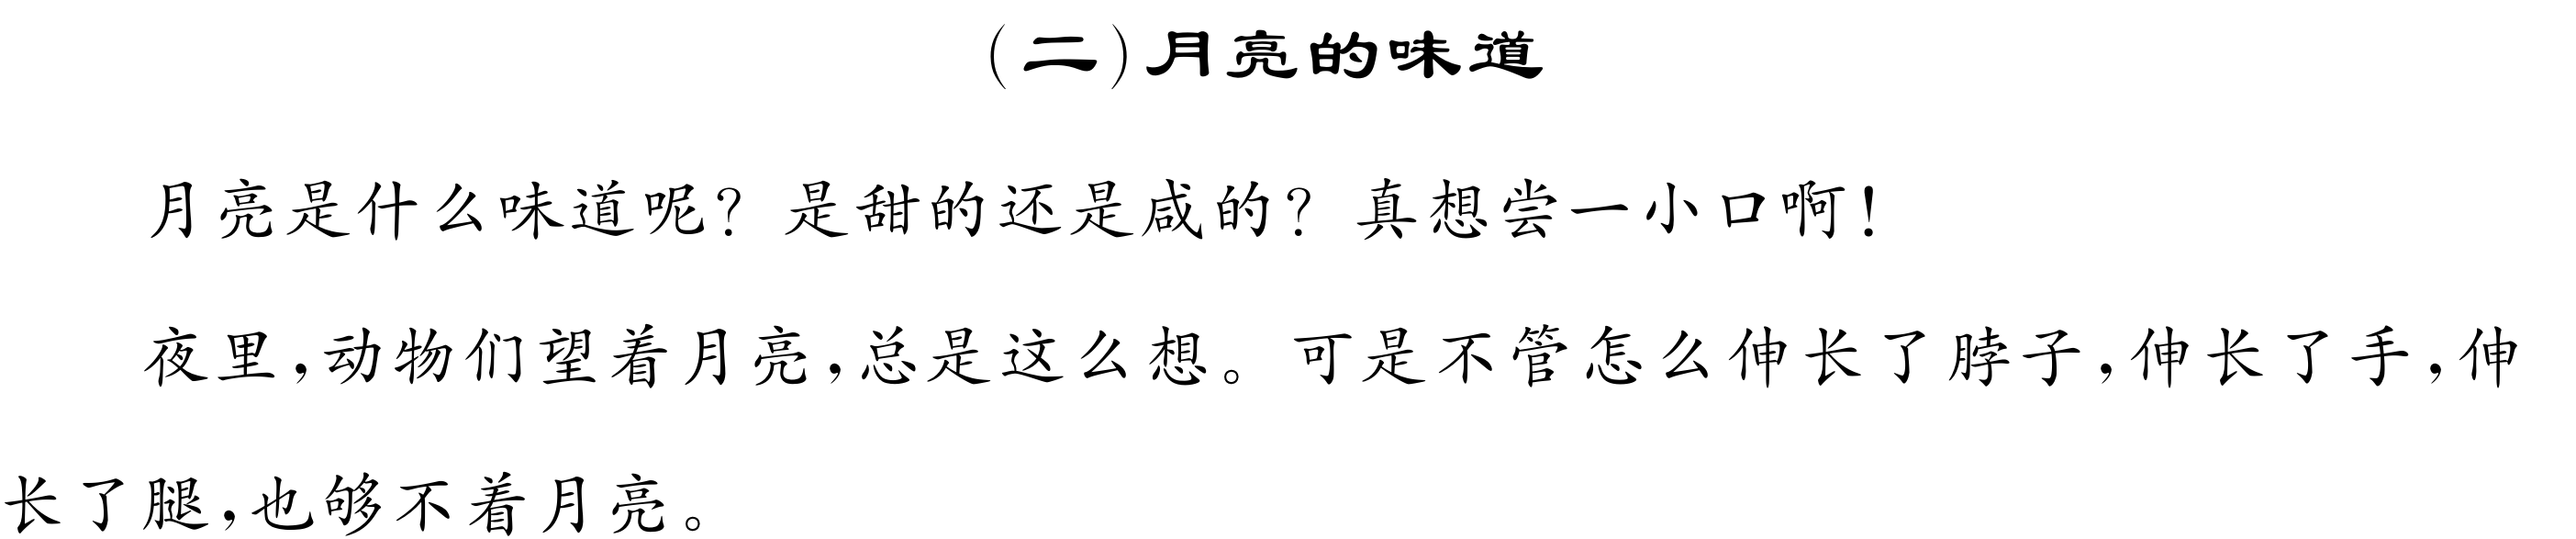 (二)月亮的味道
月亮是什么味道呢？是甜的还是咸的？真想尝一小口啊！
夜里，动物们望着月亮，总是这么想。可是不管怎么伸长了脖子，伸长了手，伸
长了腿，也够不着月亮。